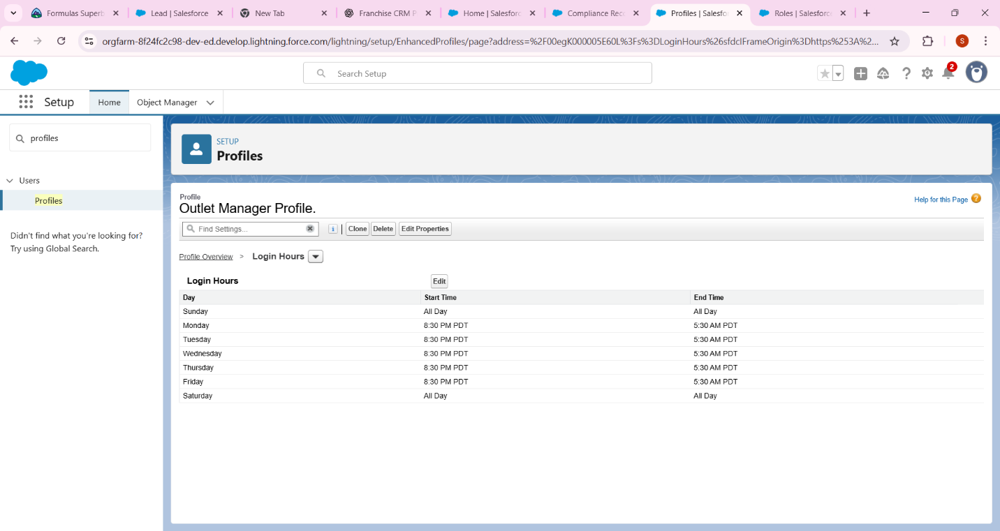 Formulas Superb
Lead | Salesforce
New Tab
Franchise CRM P
Home | Salesforc
Compliance Rec
Profiles | Salesfo
Roles | Salesforc
orgfarm-8f24fc2c98-dev-ed.develop.lightning.force.com/lightning/setup/EnhancedProfiles/page?address=%2F00egK000005E60L%3Fs%3DLoginHours%26sfdcIFrameOrigin%3Dhttps%253A%2...
S
Search Setup
2
Setup
Home
Object Manager
profiles
Users
Profiles
Didn't find what you're looking for?
Try using Global Search.
SETUP
Profiles
Profile
Outlet Manager Profile.
Help for this Page ?
Find Settings...
i | Clone Delete Edit Properties
Profile Overview > Login Hours
Login Hours Edit
Day Start Time End Time
Sunday All Day All Day
Monday 8:30 PM PDT 5:30 AM PDT
Tuesday 8:30 PM PDT 5:30 AM PDT
Wednesday 8:30 PM PDT 5:30 AM PDT
Thursday 8:30 PM PDT 5:30 AM PDT
Friday 8:30 PM PDT 5:30 AM PDT
Saturday All Day All Day